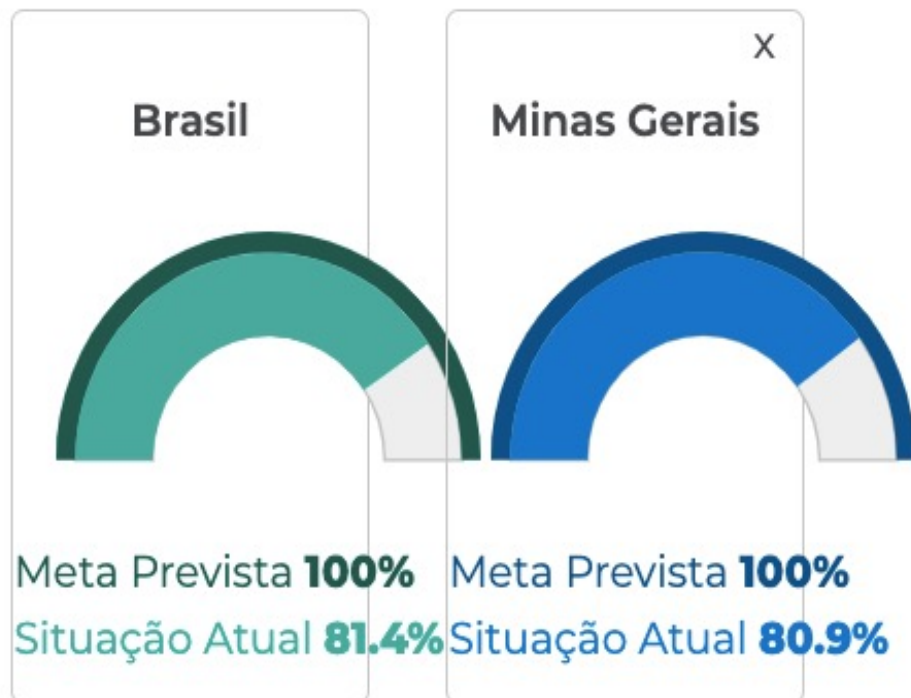 X
Brasil
Minas Gerais
Meta Prevista 100%
Situação Atual 81.4%
Meta Prevista 100%
Situação Atual 80.9%